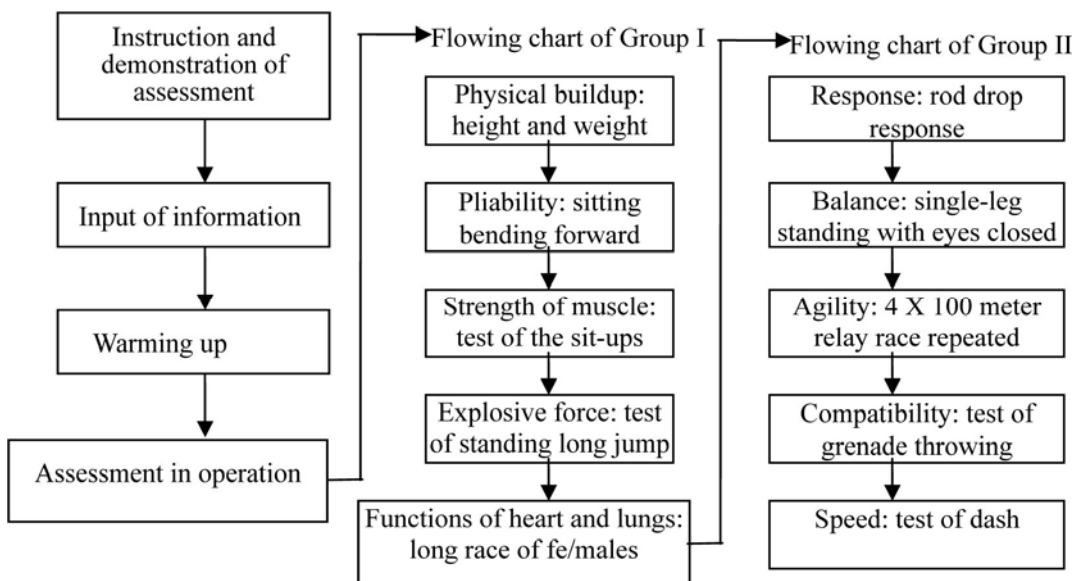 Instruction and
demonstration of
assessment
Input of information
Warming up
Assessment in operation
Flowing chart of Group I
Physical buildup:
height and weight
Pliability: sitting
bending forward
Strength of muscle:
test of the sit-ups
Explosive force: test
of standing long jump
Functions of heart and lungs:
long race of fe/males
Flowing chart of Group II
Response: rod drop
response
Balance: single-leg
standing with eyes closed
Agility: 4 X 100 meter
relay race repeated
Compatibility: test of
grenade throwing
Speed: test of dash